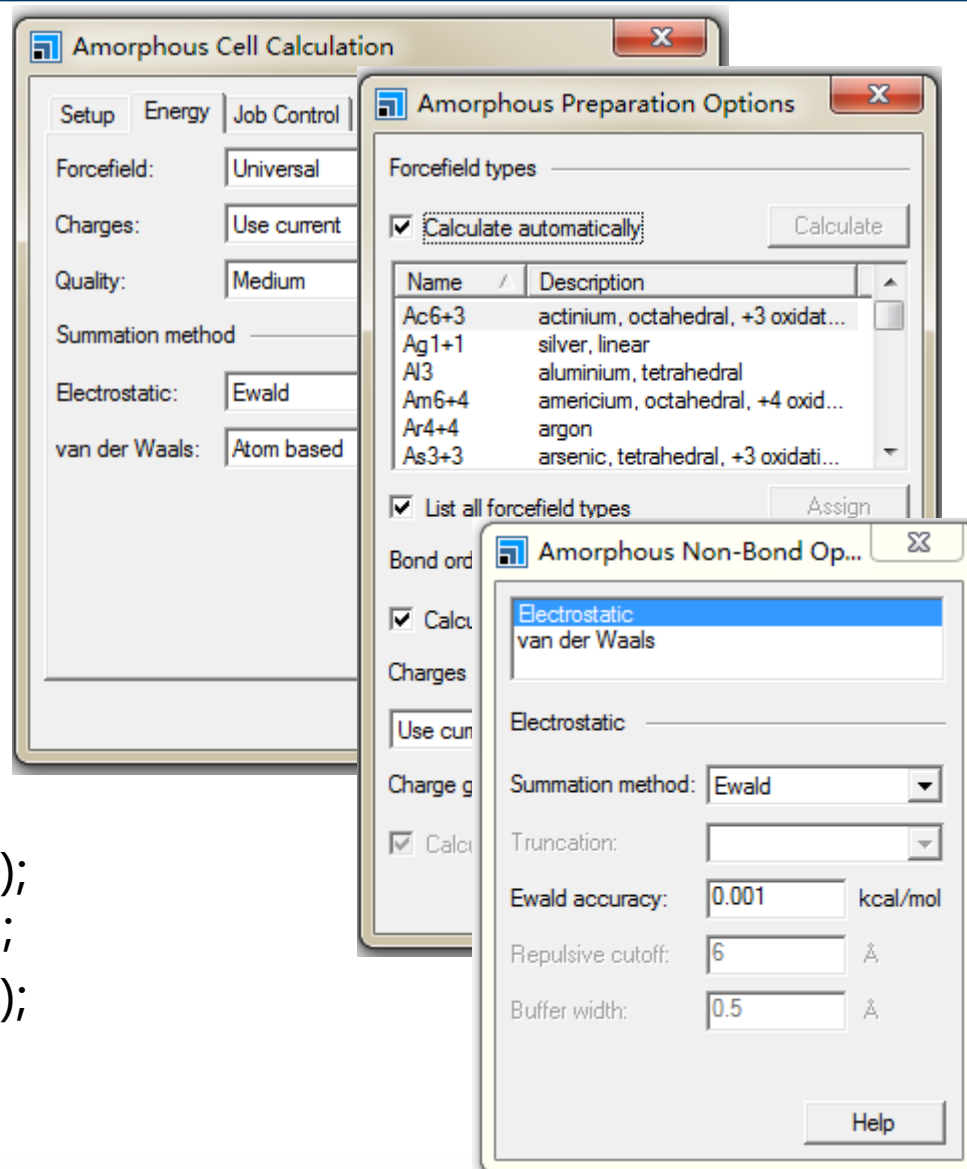 Amorphous Cell Calculation
Setup Energy Job Control
Forcefield: Universal
Charges: Use current
Quality: Medium
Summation method
Electrostatic: Ewald
van der Waals: Atom based
Amorphous Preparation Options
Forcefield types
Calculate automatically Calculate
Name Description
Ac6+3 actinium, octahedral, +3 oxidat...
Ag1+1 silver, linear
Al3 aluminium, tetrahedral
Am6+4 americium, octahedral, +4 oxid...
Ar4+4 argon
As3+3 arsenic, tetrahedral, +3 oxidati...
List all forcefield types Assign
Bond ord
Calcu
Charges
Use curr
Charge g
Calcu
Amorphous Non-Bond Op...
Electrostatic
van der Waals
Electrostatic
Summation method: Ewald
Truncation:
Ewald accuracy: 0.001 kcal/mol
Repulsive cutoff: 6 Å
Buffer width: 0.5 Å
Help
);
;
);